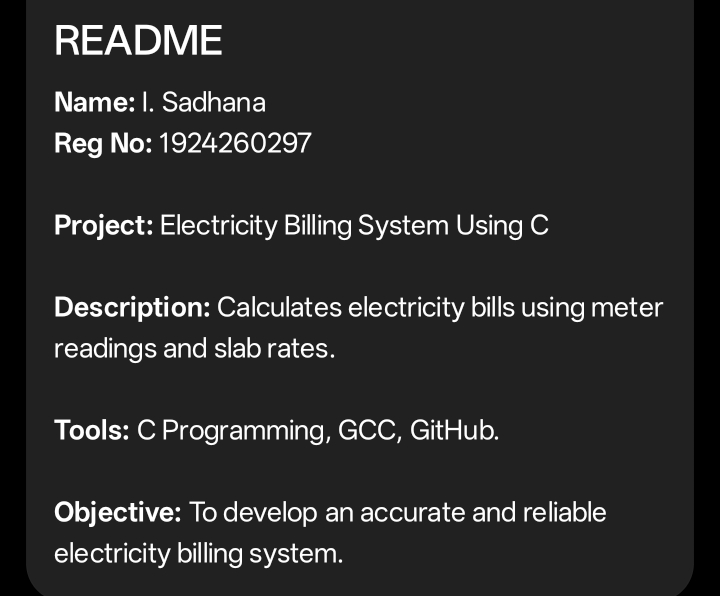 README
Name: I. Sadhana
Reg No: 1924260297
Project: Electricity Billing System Using C
Description: Calculates electricity bills using meter
readings and slab rates.
Tools: C Programming, GCC, GitHub.
Objective: To develop an accurate and reliable
electricity billing system.